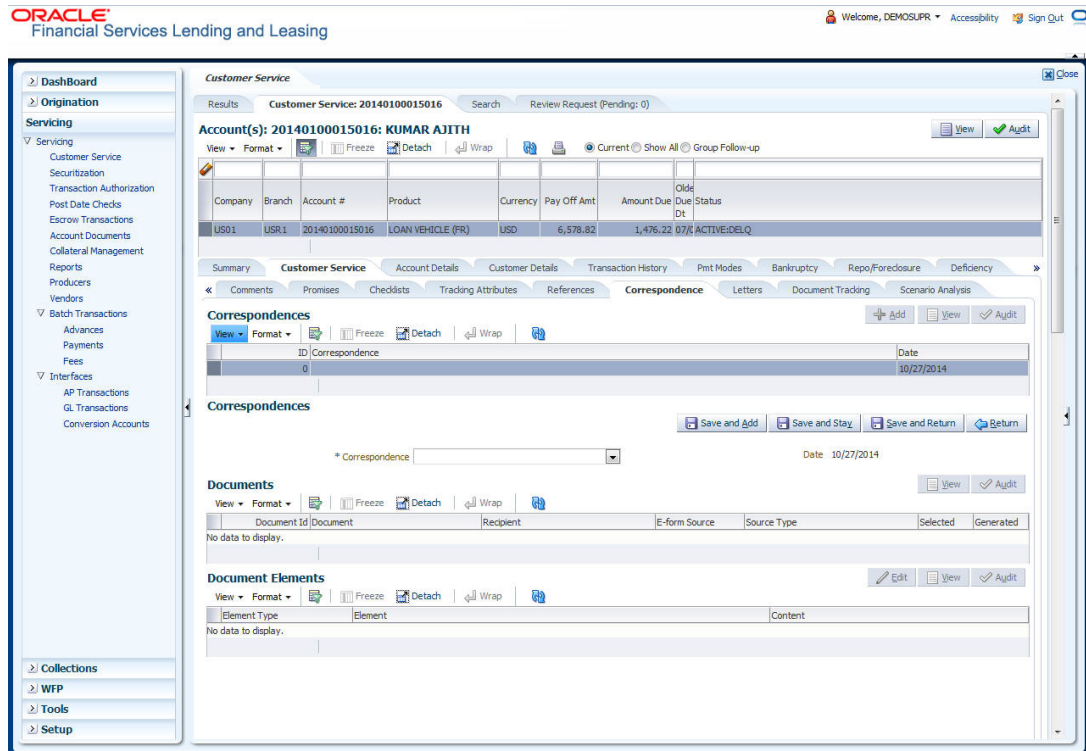 ORACLE
Financial Services Lending and Leasing
Welcome, DEMOSUPR Accessibility Sign Out
Close
DashBoard
Origination
Servicing
Servicing
Customer Service
Securitization
Transaction Authorization
Post Date Checks
Escrow Transactions
Account Documents
Collateral Management
Reports
Producers
Vendors
Batch Transactions
Advances
Payments
Fees
Interfaces
AP Transactions
GL Transactions
Conversion Accounts
Collections
WFP
Tools
Setup
Customer Service
Results Customer Service: 20140100015016 Search Review Request (Pending: 0)
Account(s): 20140100015016: KUMAR AJITH
View Audit
View Format Freeze Detach Wrap Current Show All Group Follow-up
Company Branch Account # Product Currency Pay Off Amt Amount Due Olde Due Dt Status
US01 USR1 20140100015016 LOAN VEHICLE (FR) USD 6,578.82 1,476.22 07/0 ACTIVE:DELQ
Summary Customer Service Account Details Customer Details Transaction History Pmt Modes Bankruptcy Repo/Foreclosure Deficiency »
« Comments Promises Checklists Tracking Attributes References Correspondence Letters Document Tracking Scenario Analysis
Correspondences
Add View Audit
View Format Freeze Detach Wrap
ID Correspondence Date
0 10/27/2014
Correspondences
Save and Add Save and Stay Save and Return Return
* Correspondence Date 10/27/2014
Documents
View Audit
View Format Freeze Detach Wrap
Document Id Document Recipient E-form Source Source Type Selected Generated
No data to display.
Document Elements
Edit View Audit
View Format Freeze Detach Wrap
Element Type Element Content
No data to display.